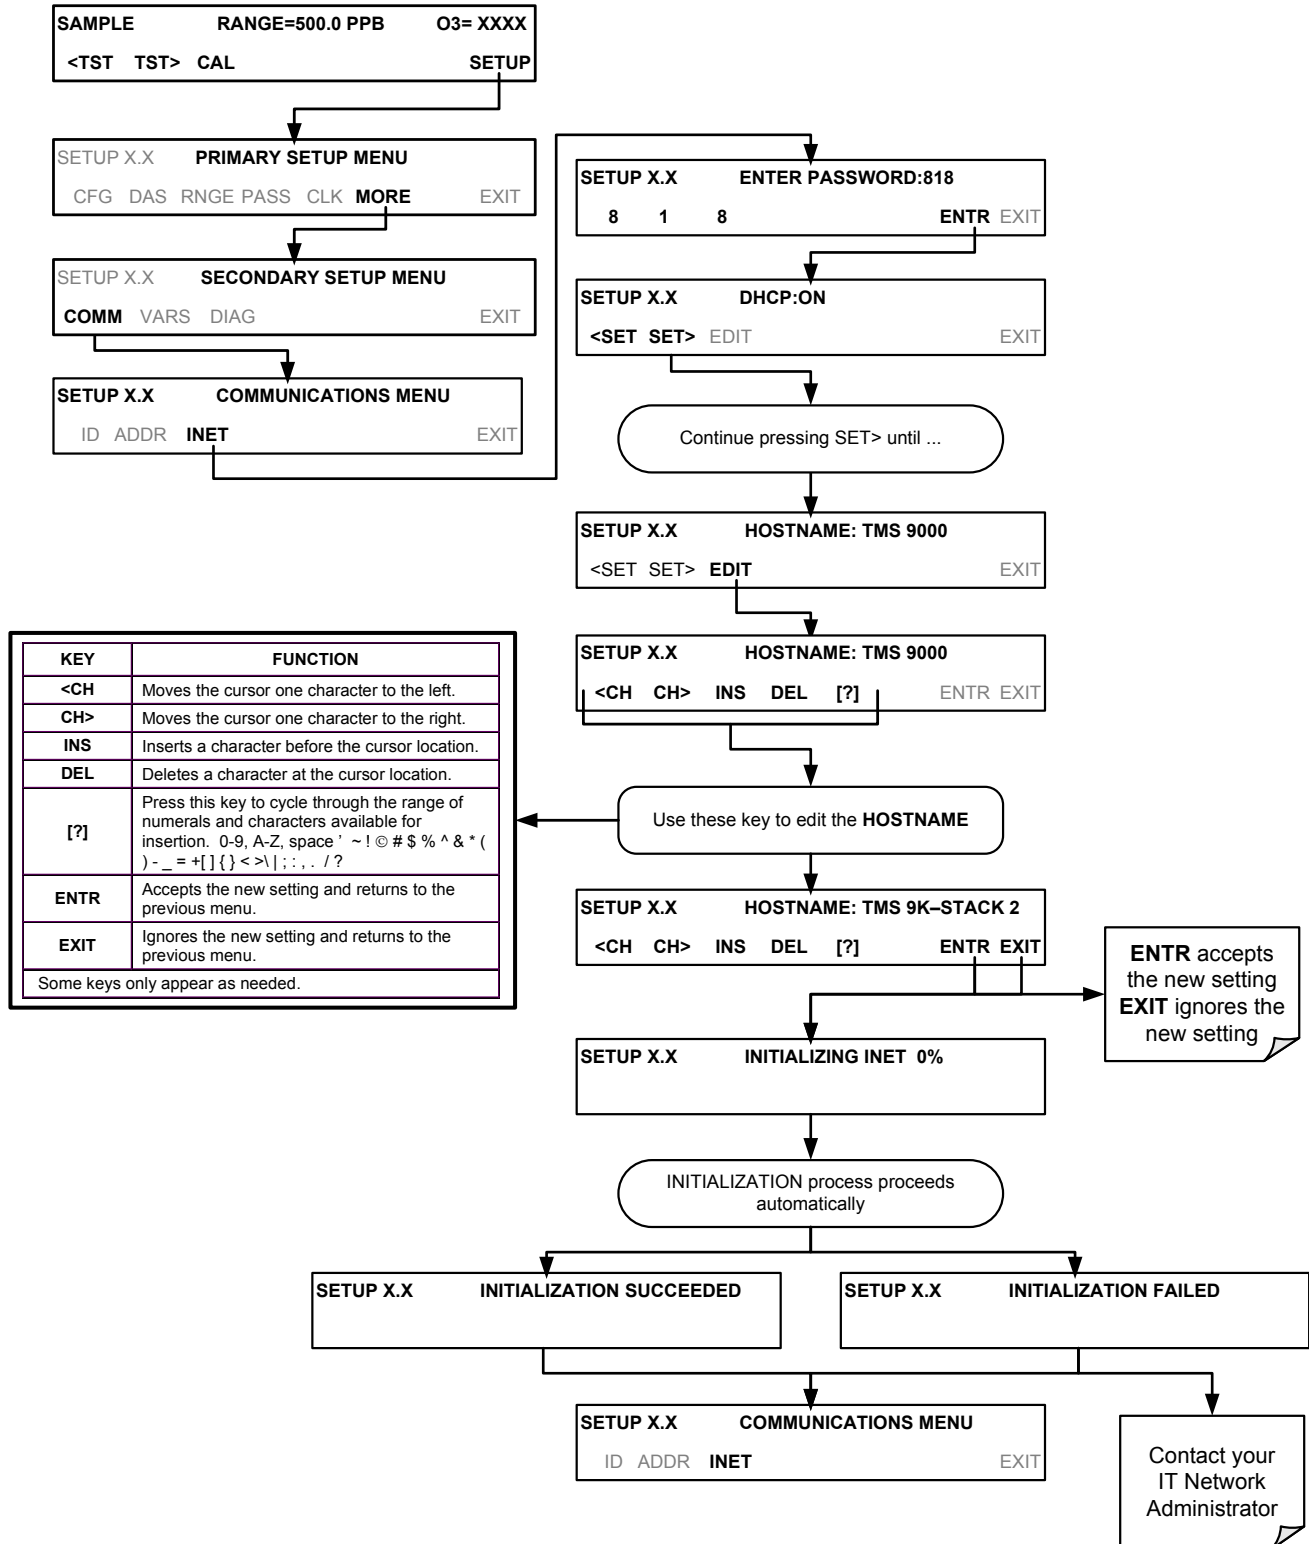 SAMPLE RANGE=500.0 PPB O3= XXXX
<TST TST> CAL SETUP
SETUP X.X PRIMARY SETUP MENU
CFG DAS RNGE PASS CLK MORE EXIT
SETUP X.X SECONDARY SETUP MENU
COMM VARS DIAG EXIT
SETUP X.X COMMUNICATIONS MENU
ID ADDR INET EXIT
SETUP X.X ENTER PASSWORD:818
8 1 8 ENTR EXIT
SETUP X.X DHCP:ON
<SET SET> EDIT EXIT
Continue pressing SET> until ...
SETUP X.X HOSTNAME: TMS 9000
<SET SET> EDIT EXIT
SETUP X.X HOSTNAME: TMS 9000
<CH CH> INS DEL [?] ENTR EXIT
Use these key to edit the HOSTNAME
KEY FUNCTION
<CH Moves the cursor one character to the left.
CH> Moves the cursor one character to the right.
INS Inserts a character before the cursor location.
DEL Deletes a character at the cursor location.
[?] Press this key to cycle through the range of
numerals and characters available for
insertion. 0-9, A-Z, space ' ~ ! © # $ % ^ & * (
) - _ = +[ ] { } < >\ | ; : , . / ?
ENTR Accepts the new setting and returns to the
previous menu.
EXIT Ignores the new setting and returns to the
previous menu.
Some keys only appear as needed.
SETUP X.X HOSTNAME: TMS 9K–STACK 2
<CH CH> INS DEL [?] ENTR EXIT
ENTR accepts
the new setting
EXIT ignores the
new setting
SETUP X.X INITIALIZING INET 0%
INITIALIZATION process proceeds
automatically
SETUP X.X INITIALIZATION SUCCEEDED
SETUP X.X INITIALIZATION FAILED
SETUP X.X COMMUNICATIONS MENU
ID ADDR INET EXIT
Contact your
IT Network
Administrator